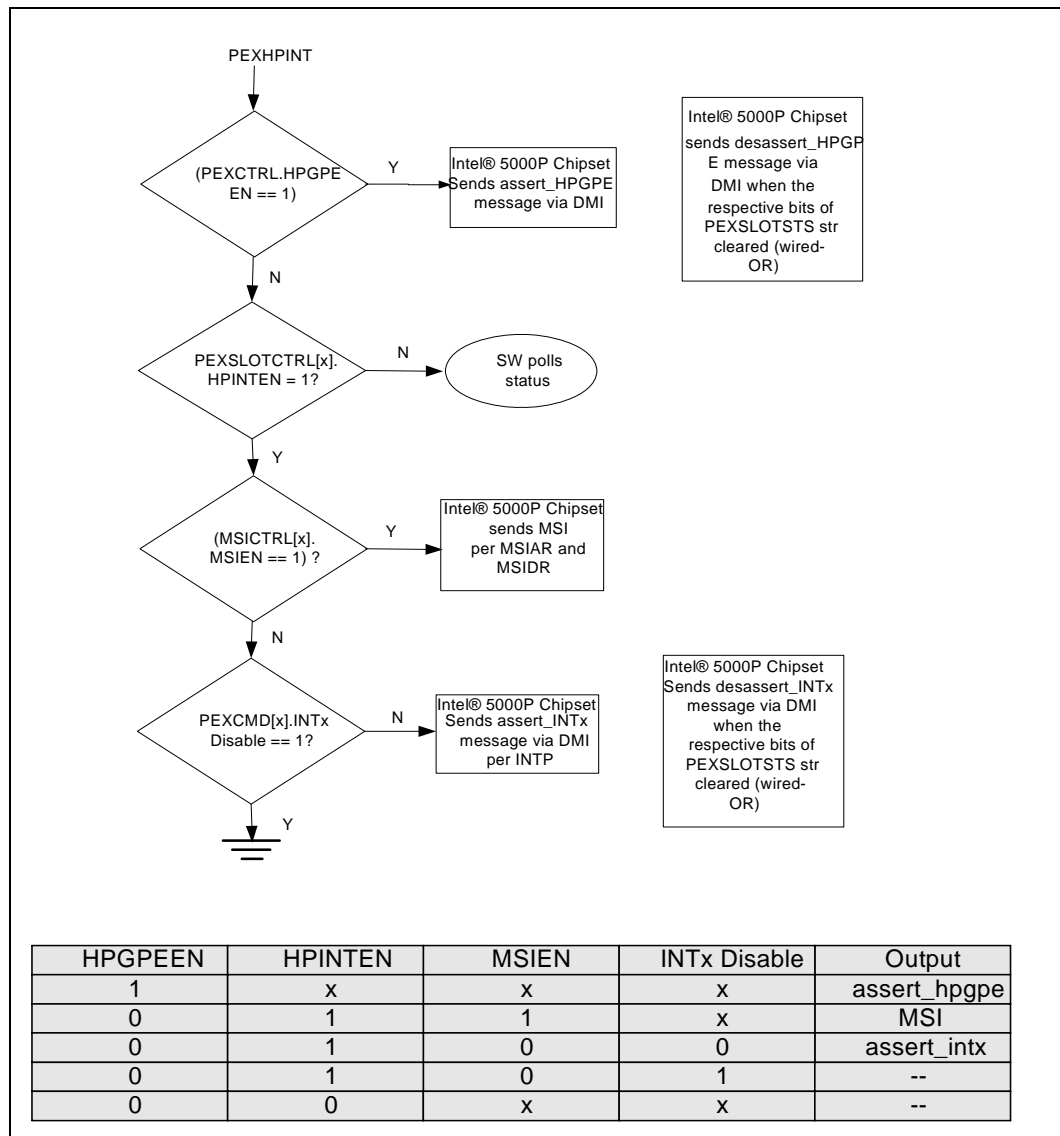 PEXHPINT
(PEXCTRL.HPGPE
EN == 1)
Y
Intel® 5000P Chipset
Sends assert_HPGPE
message via DMI
Intel® 5000P Chipset
sends desassert_HPGP
E message via
DMI when the
respective bits of
PEXSLOTSTS str
cleared (wired-
OR)
N
PEXSLOTCTRL[x].
HPINTEN = 1?
N
SW polls
status
Y
(MSICTRL[x].
MSIEN == 1) ?
Y
Intel® 5000P Chipset
sends MSI
per MSIAR and
MSIDR
N
PEXCMD[x].INTx
Disable == 1?
N
Intel® 5000P Chipset
Sends assert_INTx
message via DMI
per INTP
Intel® 5000P Chipset
Sends desassert_INTx
message via DMI
when the
respective bits of
PEXSLOTSTS str
cleared (wired-
OR)
Y
HPGPEEN HPINTEN MSIEN INTx Disable Output
1 x x x assert_hpgpe
0 1 1 x MSI
0 1 0 0 assert_intx
0 1 0 1 --
0 0 x x --